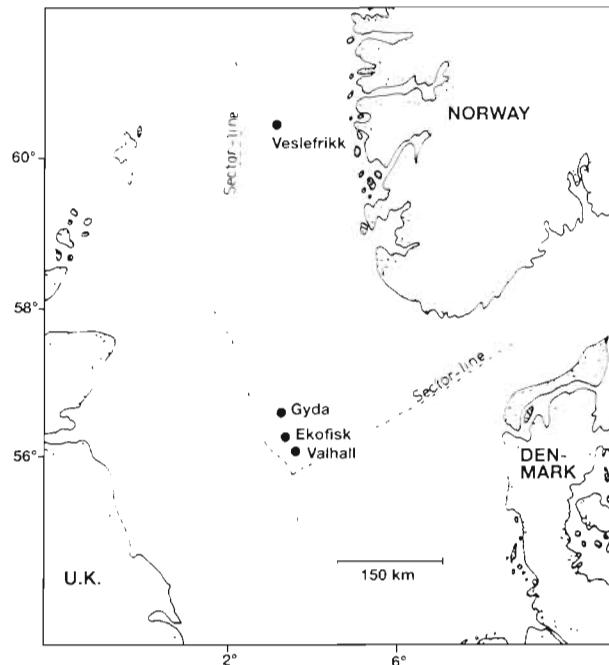 NORWAY
Veslefrikk
Sector-line
60°
58°
Sector-line
Gyda
Ekofisk
Valhall
56°
DEN-
MARK
150 km
U.K.
2°
6°